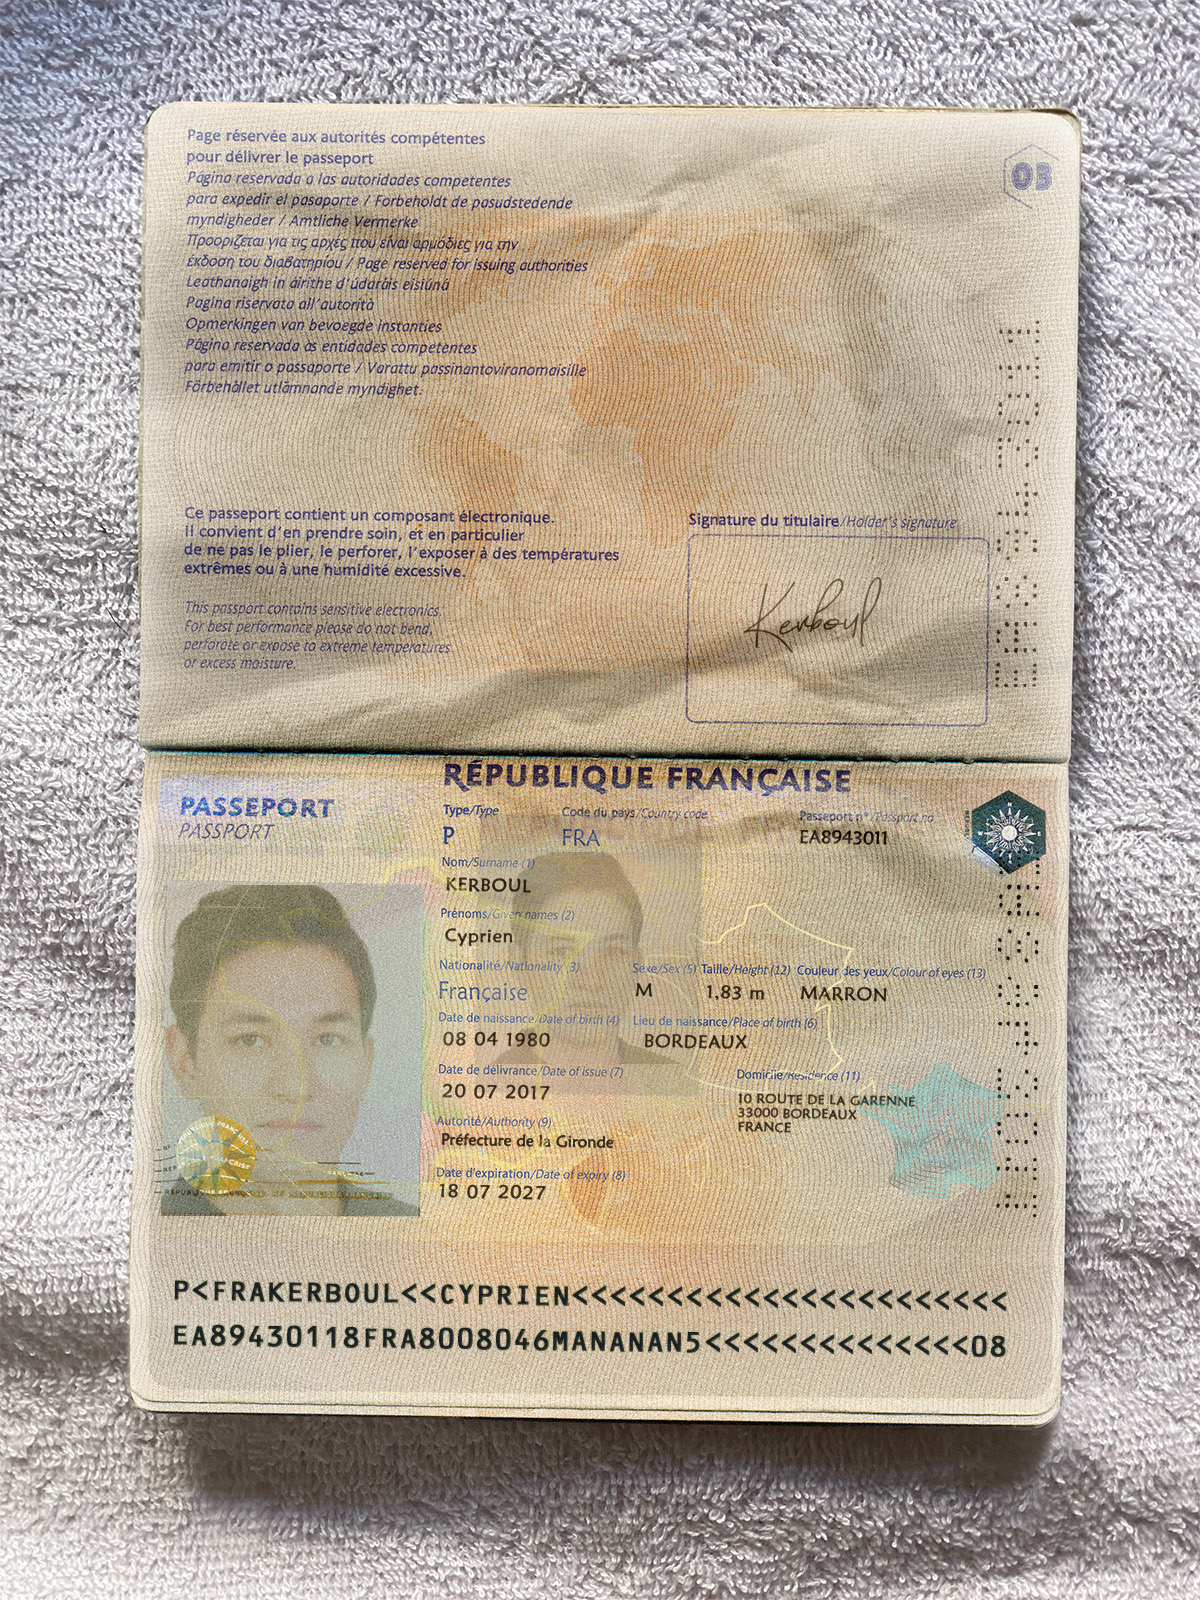 Page réservée aux autorités compétentes
pour délivrer le passeport
Pagina reservada a las autoridades competentes
para expedir el pasaporte / Forbeholdt de pasudstedende
myndigheder / Amtliche Vermerke
Προορίζεται για τις αρχές που είναι αρμόδιες για την
έκδοση του διαβατηρίου / Page reserved for issuing authorities
Leathanaigh in áirithe d'údaráis eisiúna
Pagina riservata all'autorità
Opmerkingen van bevoegde instanties
Página reservada às entidades competentes
para emitir o passaporte / Varattu passinantoviranomaisille
Förbehållet utlämnande myndighet.
03
Ce passeport contient un composant électronique.
Il convient d'en prendre soin, et en particulier
de ne pas le plier, le perforer, l'exposer à des températures
extrêmes ou à une humidité excessive.
This passport contains sensitive electronics.
For best performance please do not bend,
perforate or expose to extreme temperatures
or excess moisture.
Signature du titulaire/Holder's signature
Kerboul
RÉPUBLIQUE FRANÇAISE
PASSEPORT
PASSPORT
Type/Type Code du pays/Country code Passeport n°/Passport no
P FRA EA8943011
Nom/Surname (1)
KERBOUL
Prénoms/Given names (2)
Cyprien
Nationalité/Nationality (3) Sexe/Sex (5) Taille/Height (12) Couleur des yeux/Colour of eyes (13)
Française M 1,83 m MARRON
Date de naissance/Date of birth (4) Lieu de naissance/Place of birth (6)
08 04 1980 BORDEAUX
Date de délivrance/Date of issue (7) Domicile/Residence (11)
20 07 2017 10 ROUTE DE LA GARENNE
33000 BORDEAUX
FRANCE
Autorité/Authority (9)
Préfecture de la Gironde
Date d'expiration/Date of expiry (8)
18 07 2027
P<FRAKERBOUL<<CYPRIEN<<<<<<<<<<<<<<<<<<<<<<<
EA89430118FRA8008046MANANAN5<<<<<<<<<<<<<<08